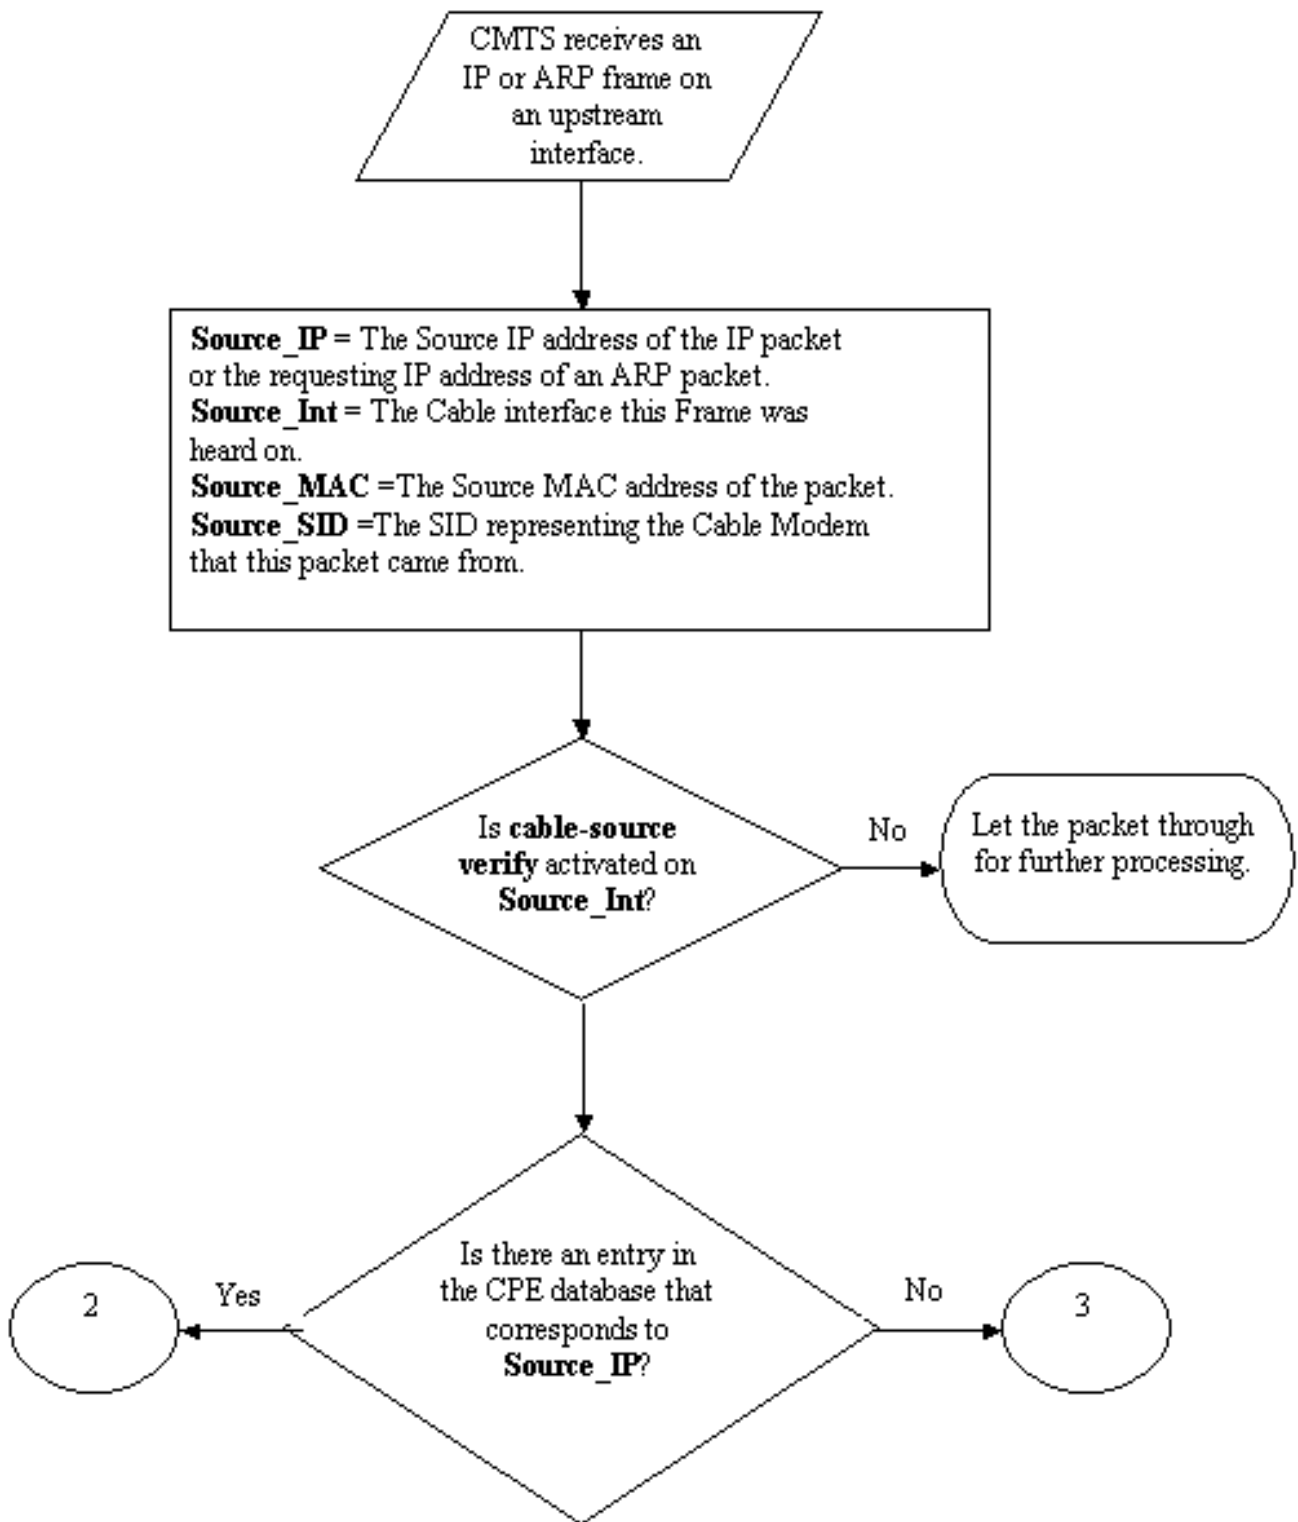 CMTS receives an
IP or ARP frame on
an upstream
interface.
Source_IP = The Source IP address of the IP packet
or the requesting IP address of an ARP packet.
Source_Int = The Cable interface this Frame was
heard on.
Source_MAC =The Source MAC address of the packet.
Source_SID =The SID representing the Cable Modem
that this packet came from.
Is cable-source
verify activated on
Source_Int?
No
Let the packet through
for further processing.
Is there an entry in
the CPE database that
corresponds to
Source_IP?
Yes
2
No
3